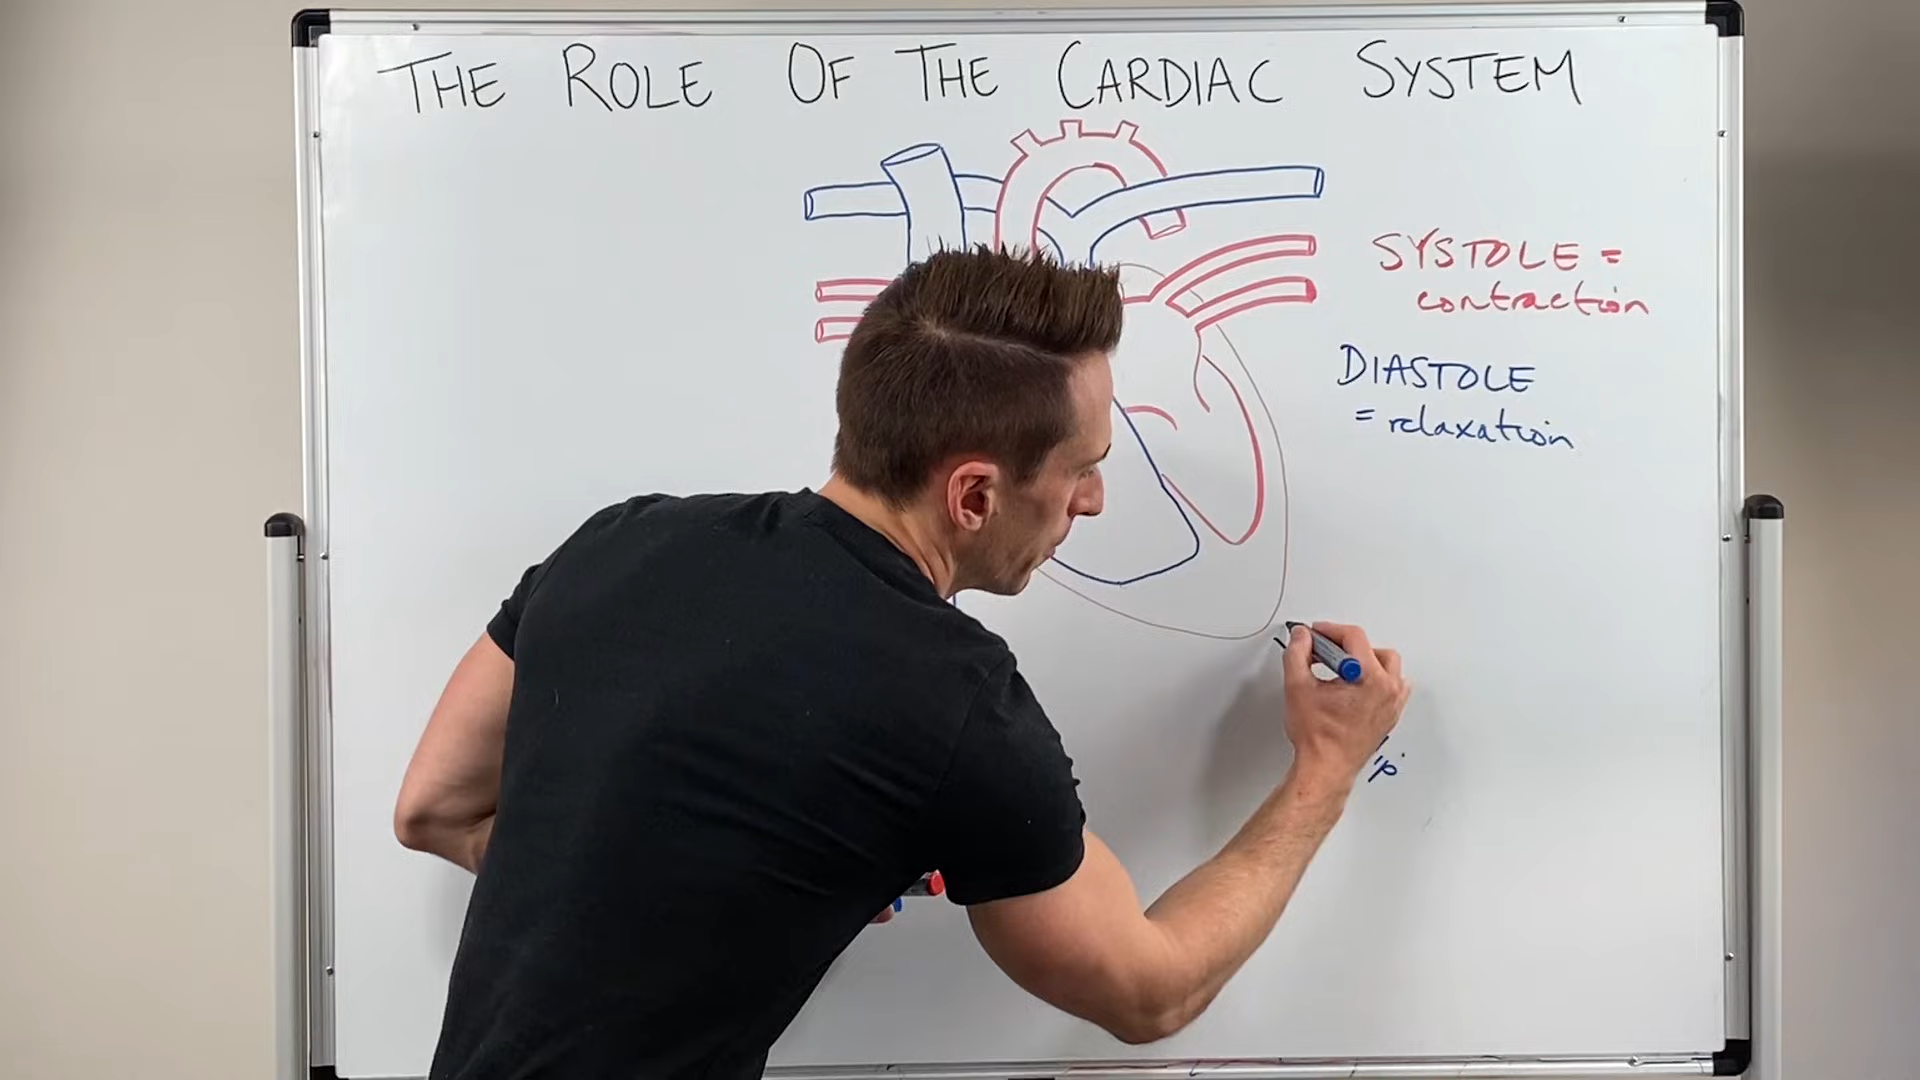 THE ROLE OF THE CARDIAC SYSTEM
SYSTOLE =
contraction
DIASTOLE
= relaxation